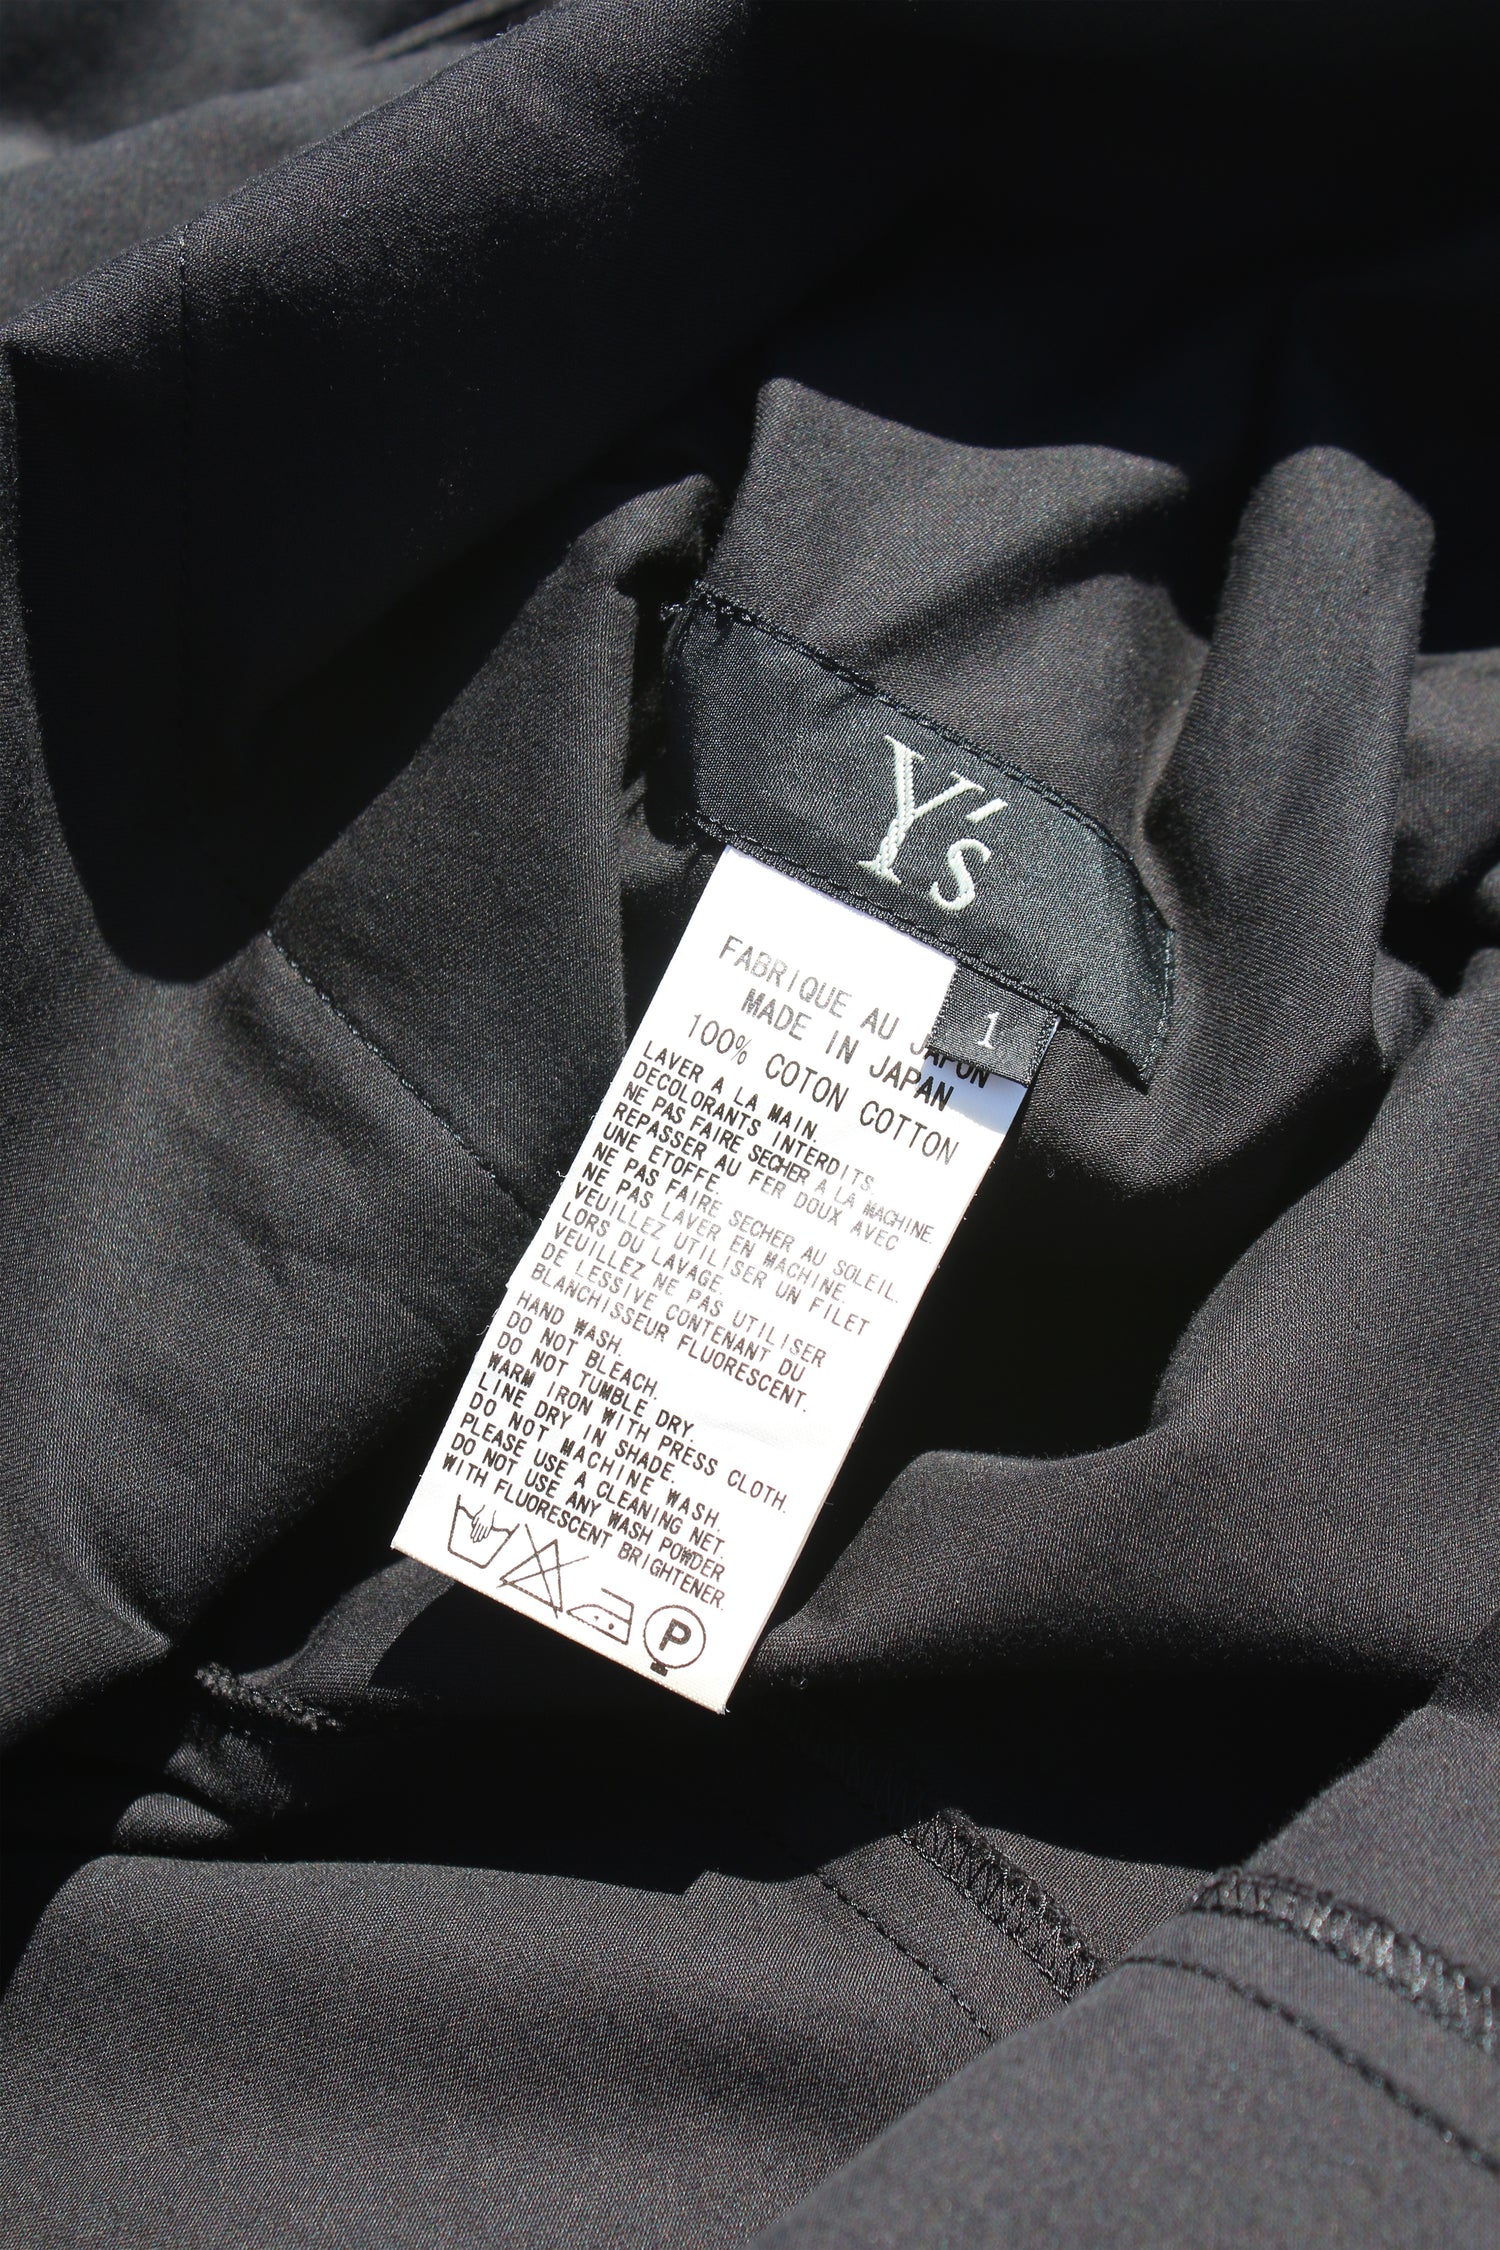 Y's
1
FABRIQUE AU JAPON
MADE IN JAPAN
100% COTON COTTON
LAVER A LA MAIN.
DECOLORANTS INTERDITS.
NE PAS FAIRE SECHER A LA MACHINE.
REPASSER AU FER DOUX AVEC
UNE ETOFFE.
NE PAS FAIRE SECHER AU SOLEIL.
NE PAS LAVER EN MACHINE.
VEUILLEZ UTILISER UN FILET
LORS DU LAVAGE.
VEUILLEZ NE PAS UTILISER
DE LESSIVE CONTENANT DU
BLANCHISSEUR FLUORESCENT.
HAND WASH.
DO NOT BLEACH.
DO NOT TUMBLE DRY.
WARM IRON WITH PRESS CLOTH.
LINE DRY IN SHADE.
DO NOT MACHINE WASH.
PLEASE USE A CLEANING NET.
DO NOT USE ANY WASH POWDER
WITH FLUORESCENT BRIGHTENER.
P